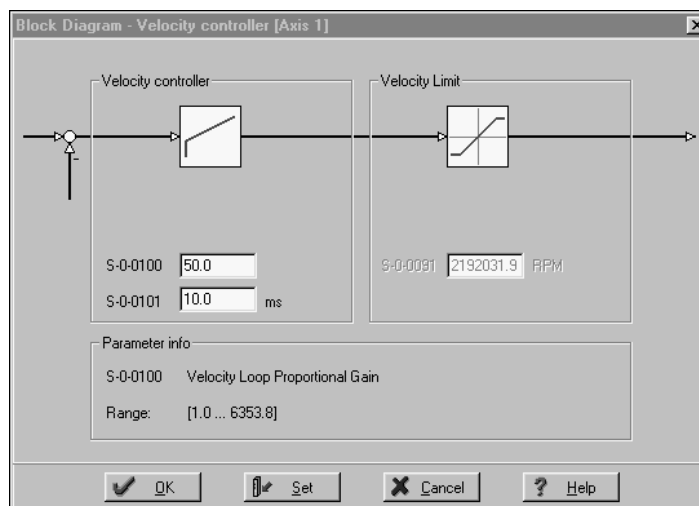 Block Diagram - Velocity controller [Axis 1]
Velocity controller
Velocity Limit
-
S-0-0100 50.0
S-0-0091 2192031.9 RPM
S-0-0101 10.0 ms
Parameter info
S-0-0100 Velocity Loop Proportional Gain
Range: [1.0 ... 6353.8]
OK Set Cancel Help